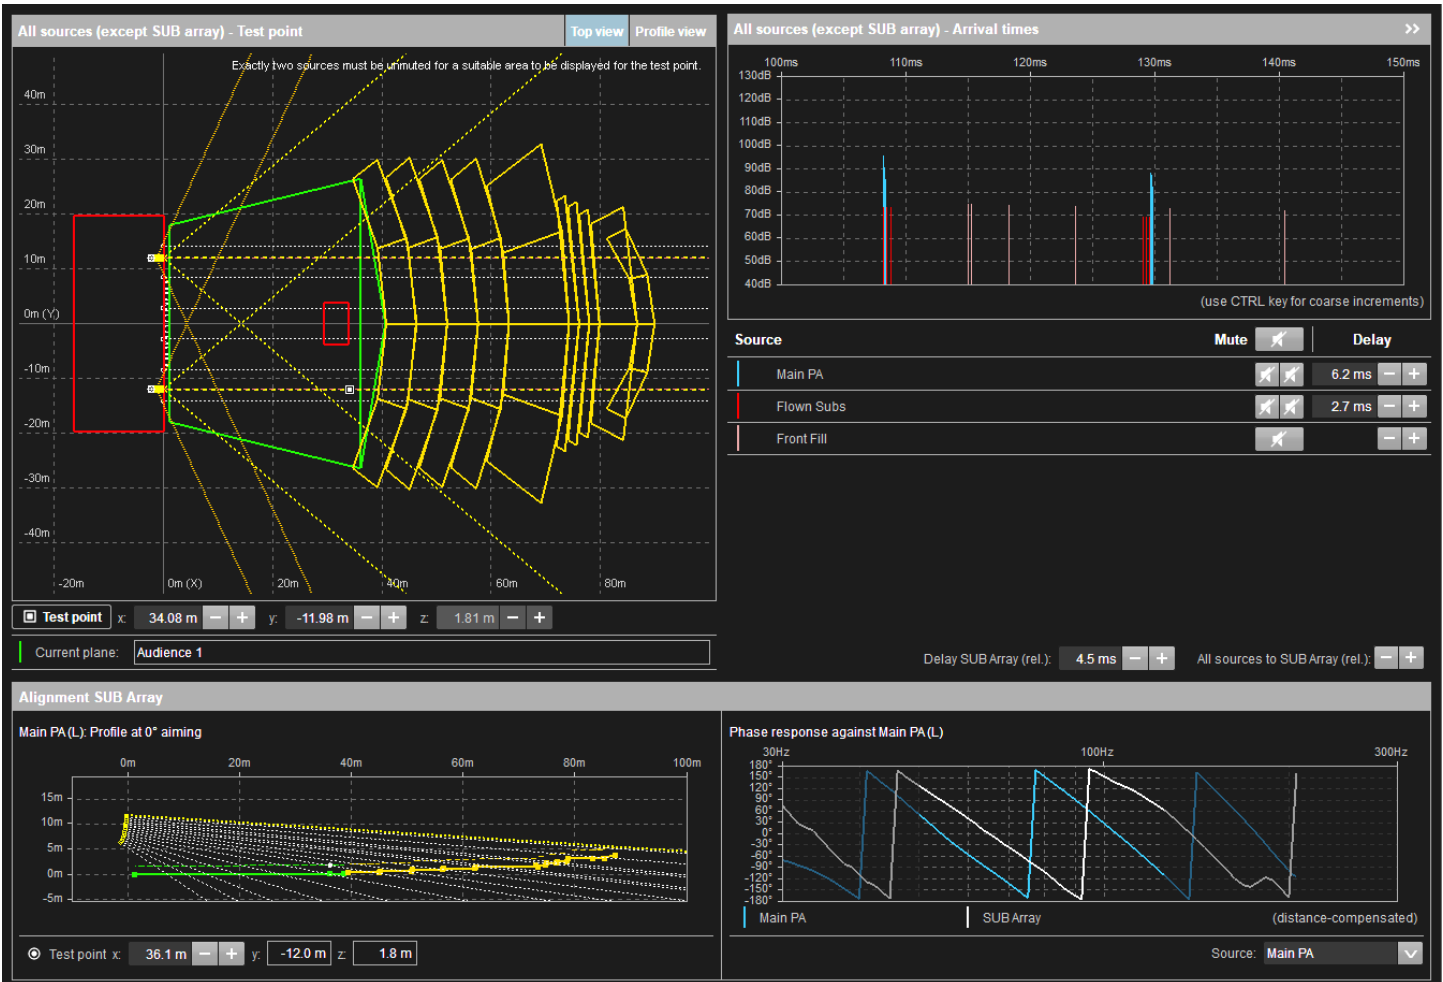 All sources (except SUB array) - Test point
Top view
Profile view
Exactly two sources must be unmuted for a suitable area to be displayed for the test point.
40m
30m
20m
10m
0m (Y)
-10m
-20m
-30m
-40m
-20m
0m (X)
20m
40m
60m
80m
Test point x: 34.08 m y: -11.98 m z: 1.81 m
Current plane: Audience 1
All sources (except SUB array) - Arrival times
100ms 110ms 120ms 130ms 140ms 150ms
130dB
120dB
110dB
100dB
90dB
80dB
70dB
60dB
50dB
40dB
(use CTRL key for coarse increments)
Source Mute Delay
Main PA 6.2 ms
Flown Subs 2.7 ms
Front Fill
Delay SUB Array (rel.): 4.5 ms All sources to SUB Array (rel.):
Alignment SUB Array
Main PA (L): Profile at 0° aiming
0m 20m 40m 60m 80m 100m
15m
10m
5m
0m
-5m
Test point x: 36.1 m y: -12.0 m z: 1.8 m
Phase response against Main PA (L)
30Hz 100Hz 300Hz
180°
150°
120°
90°
60°
30°
0°
-30°
-60°
-90°
-120°
-150°
-180°
Main PA SUB Array (distance-compensated)
Source: Main PA